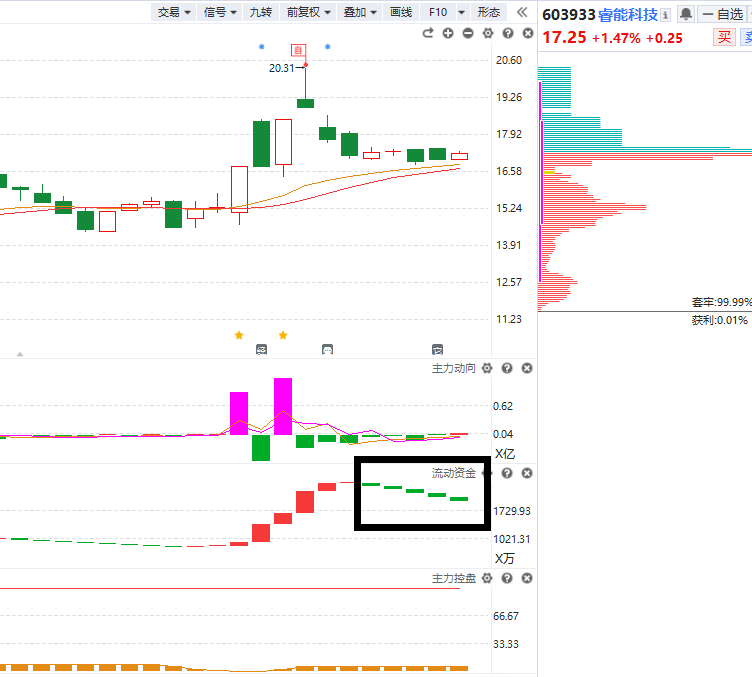 交易 信号 九转 前复权 叠加 画线 F10 形态
603933 睿能科技 自选
17.25 +1.47% +0.25 买
20.31
20.60
19.26
17.92
16.58
15.24
13.91
12.57
11.23
套牢:99.99%
获利:0.01%
主力动向
0.62
0.04
X亿
流动资金
1729.93
1021.31
X万
主力控盘
66.67
33.33